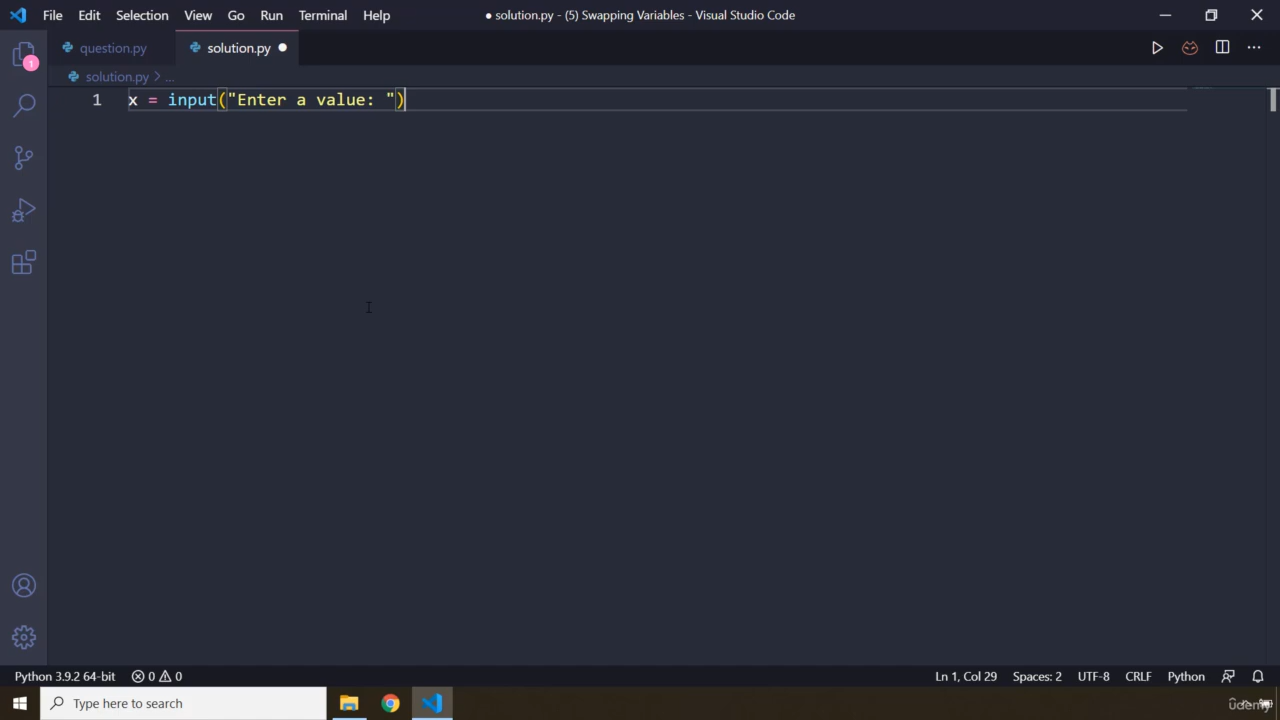 File Edit Selection View Go Run Terminal Help ● solution.py - (5) Swapping Variables - Visual Studio Code
question.py solution.py
solution.py > ...
1 x = input("Enter a value: ")
1
Python 3.9.2 64-bit 0 0 Ln 1, Col 29 Spaces: 2 UTF-8 CRLF Python
Type here to search
udemy